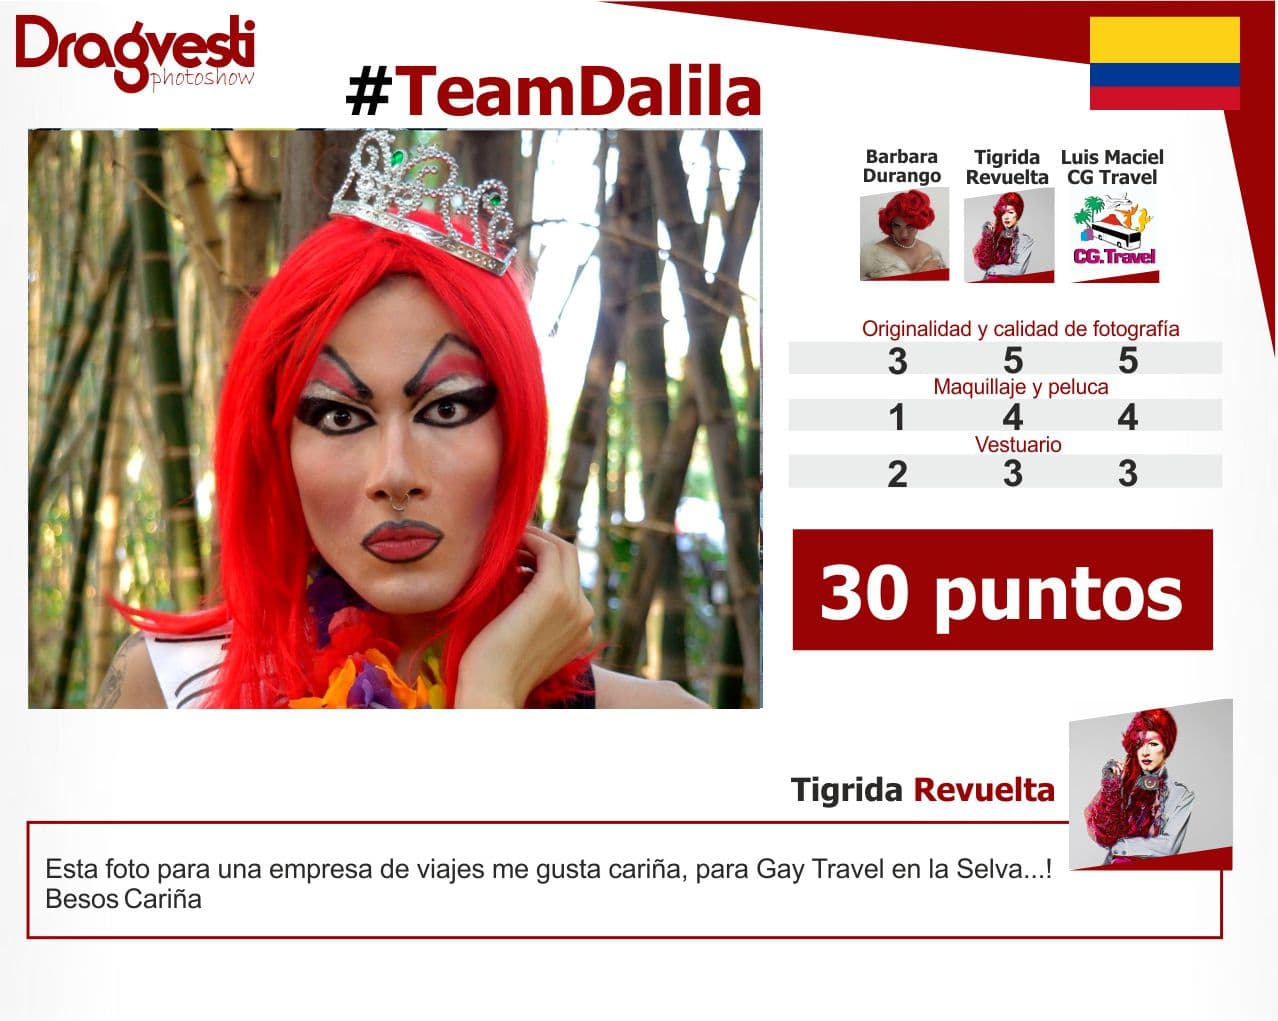 Dragvesti
photoshow
#TeamDalila
Barbara Durango
Tigrida Revuelta
Luis Maciel CG Travel
CG.Travel
Originalidad y calidad de fotografía
3 5 5
Maquillaje y peluca
1 4 4
Vestuario
2 3 3
30 puntos
Tigrida Revuelta
Esta foto para una empresa de viajes me gusta cariña, para Gay Travel en la Selva...!
Besos Cariña